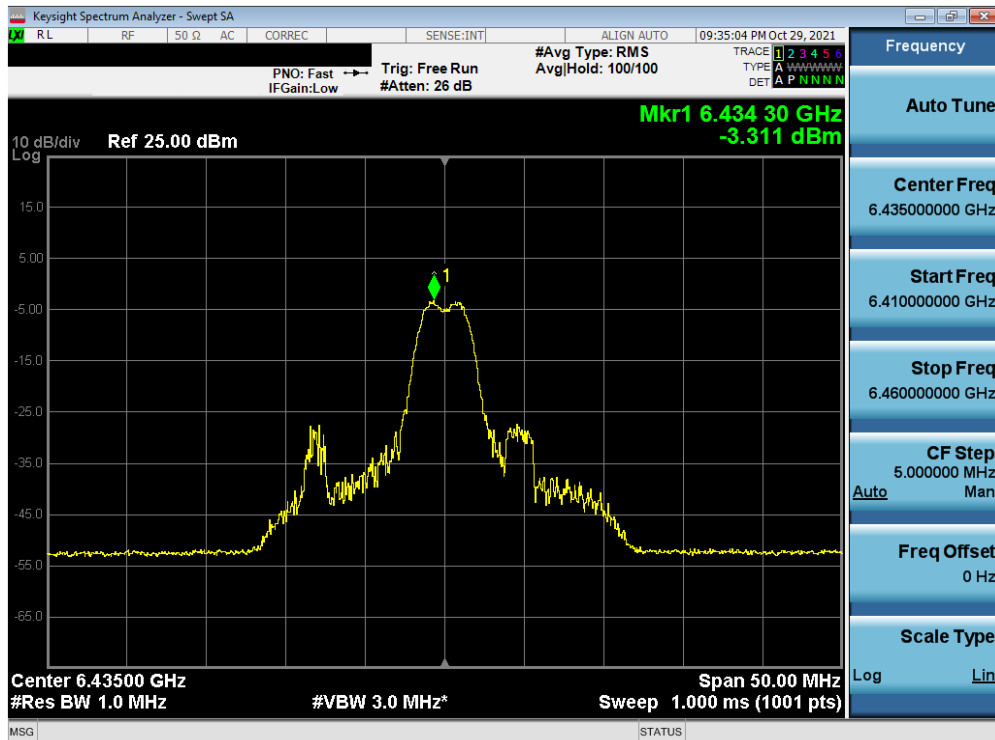 Keysight Spectrum Analyzer - Swept SA
LXI RL RF 50 Ω AC CORREC SENSE:INT ALIGN AUTO 09:35:04 PM Oct 29, 2021
PNO: Fast Trig: Free Run #Avg Type: RMS TRACE 1 2 3 4 5 6
IFGain:Low #Atten: 26 dB Avg|Hold: 100/100 TYPE A WWWWW
DET A P N N N N
Mkr1 6.434 30 GHz
-3.311 dBm
10 dB/div Ref 25.00 dBm
Log
15.0
5.00
1
-5.00
-15.0
-25.0
-35.0
-45.0
-55.0
-65.0
Center 6.43500 GHz Span 50.00 MHz
#Res BW 1.0 MHz #VBW 3.0 MHz* Sweep 1.000 ms (1001 pts)
MSG STATUS
Frequency
Auto Tune
Center Freq
6.435000000 GHz
Start Freq
6.410000000 GHz
Stop Freq
6.460000000 GHz
CF Step
5.000000 MHz
Auto Man
Freq Offset
0 Hz
Scale Type
Log Lin